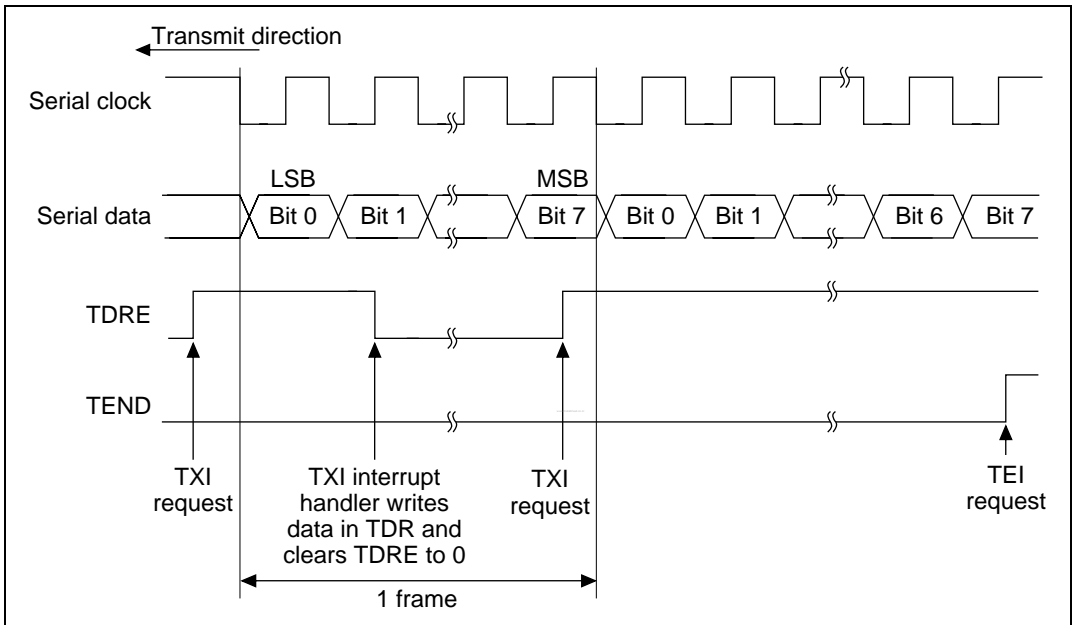 Transmit direction
Serial clock
LSB
MSB
Serial data
Bit 0
Bit 1
Bit 7
Bit 0
Bit 1
Bit 6
Bit 7
TDRE
TEND
TXI
request
TXI interrupt
handler writes
data in TDR and
clears TDRE to 0
TXI
request
TEI
request
1 frame